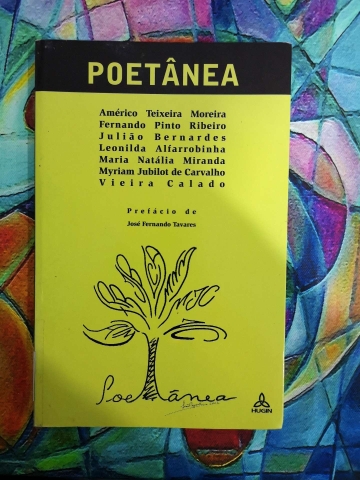 POETÂNEA
Américo Teixeira Moreira
Fernando Pinto Ribeiro
Julião Bernardes
Leonilda Alfarrobinha
Maria Natália Miranda
Myriam Jubilot de Carvalho
Vieira Calado
Prefácio de
José Fernando Tavares
Poetânea
HUGIN